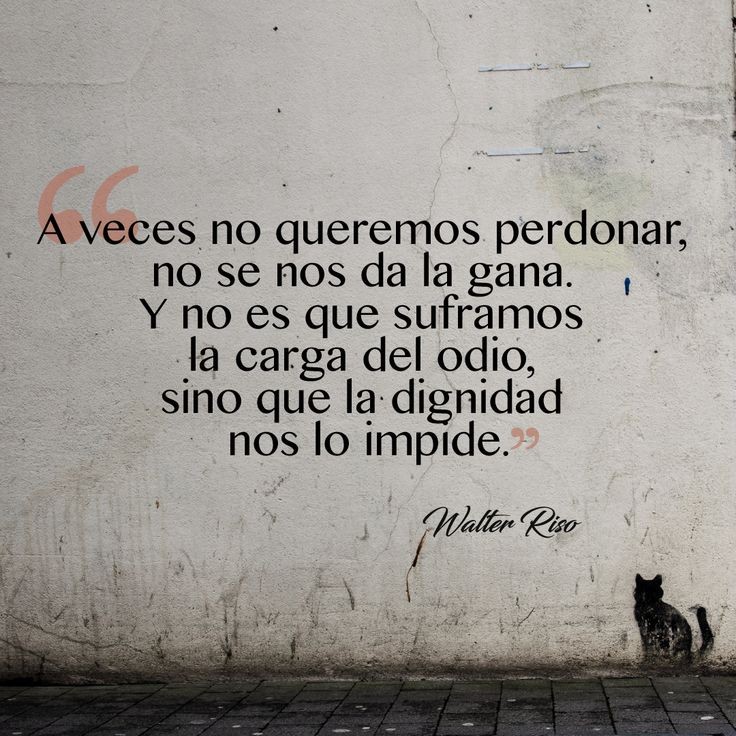 “A veces no queremos perdonar,
no se nos da la gana.
Y no es que suframos
la carga del odio,
sino que la dignidad
nos lo impide.”
Walter Riso